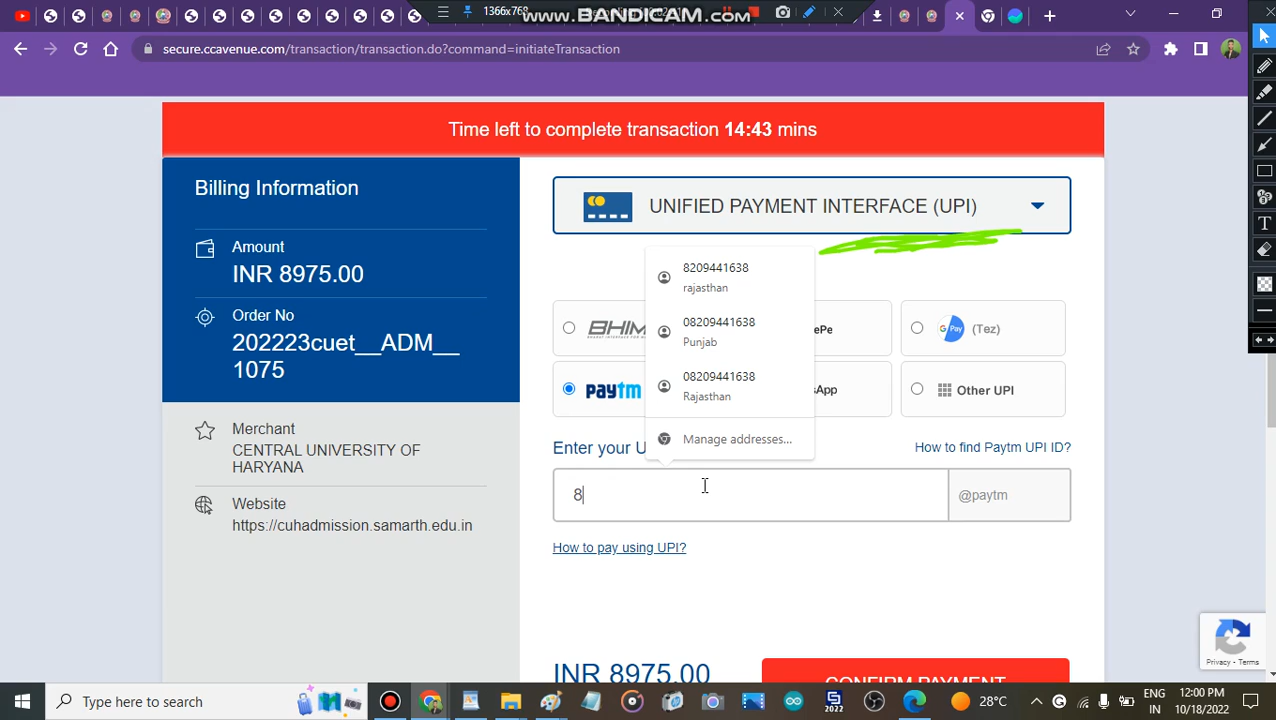 1366x768
www.BANDICAM.com
secure.ccavenue.com/transaction/transaction.do?command=initiateTransaction
Time left to complete transaction 14:43 mins
Billing Information
Amount
INR 8975.00
Order No
202223cuet__ADM__
1075
Merchant
CENTRAL UNIVERSITY OF
HARYANA
Website
https://cuhadmission.samarth.edu.in
UNIFIED PAYMENT INTERFACE (UPI)
8209441638
rajasthan
08209441638
Punjab
08209441638
Rajasthan
Manage addresses...
BHIM
ePe
G Pay (Tez)
paytm
sApp
Other UPI
Enter your U
How to find Paytm UPI ID?
8
@paytm
How to pay using UPI?
INR 8975.00
CONFIRM PAYMENT
Privacy - Terms
Type here to search
2022
28°C
ENG
IN
12:00 PM
10/18/2022